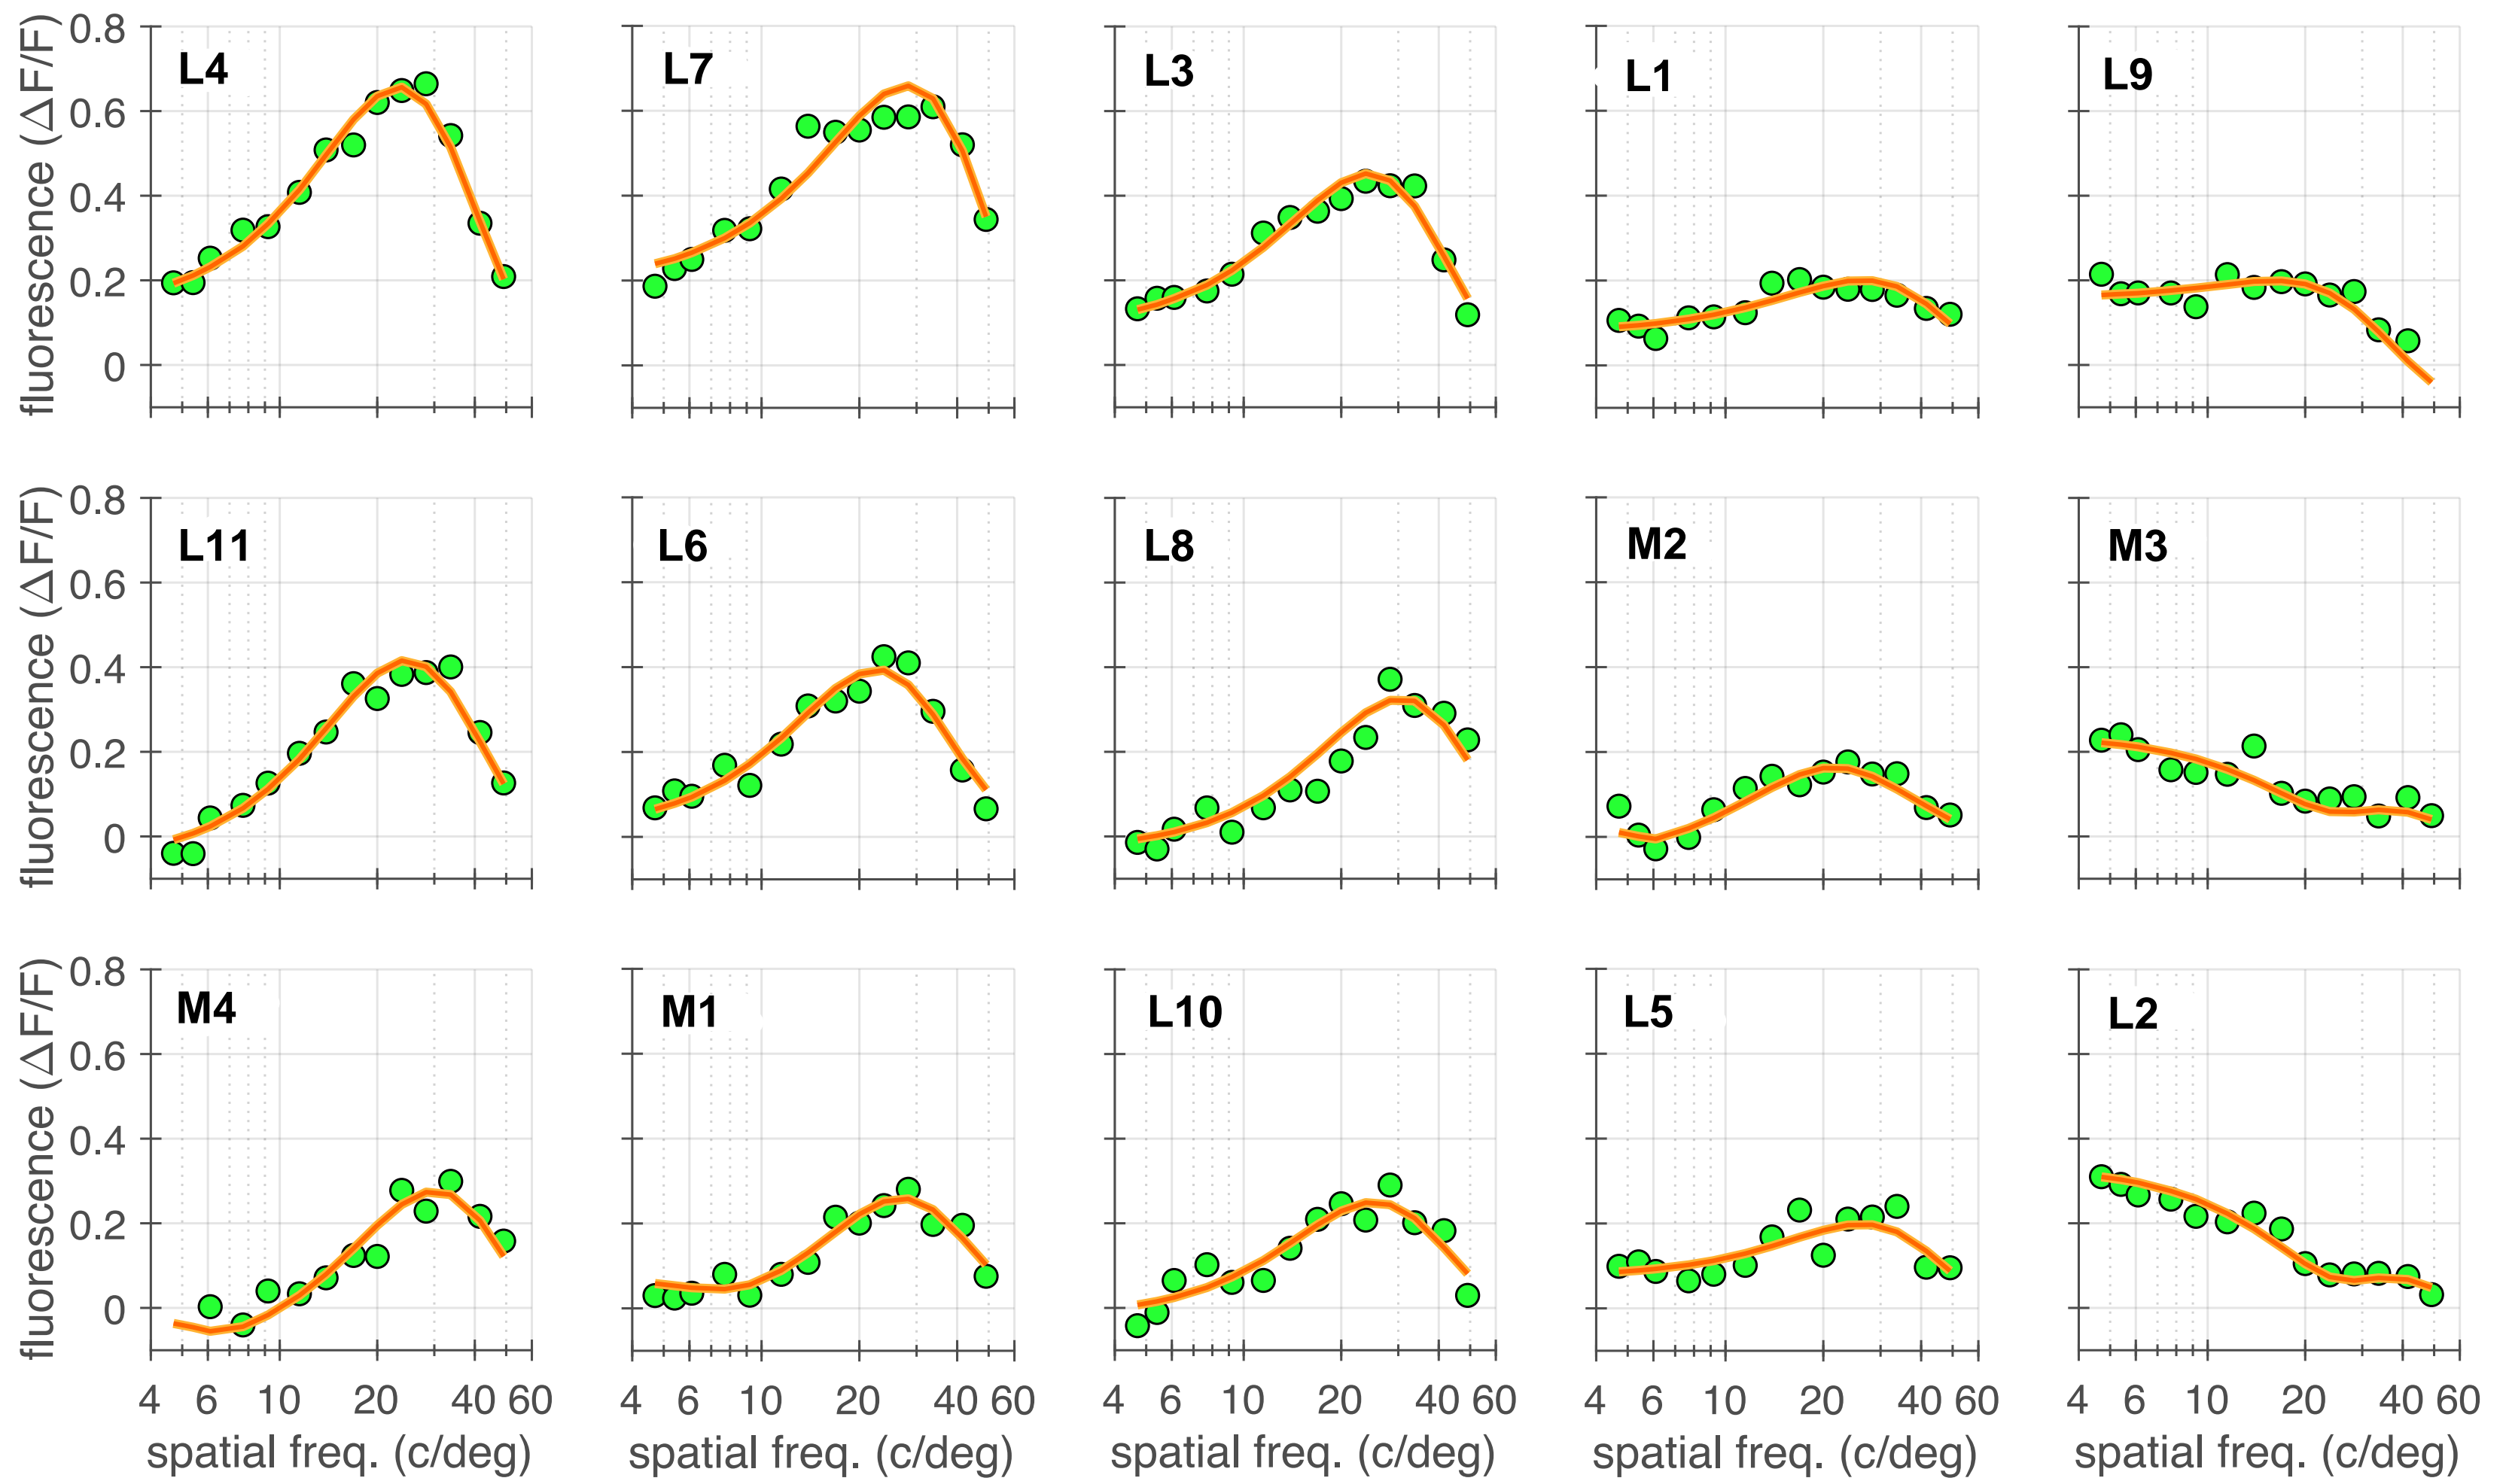 L4 L7 L3 L1 L9
fluorescence (ΔF/F)
0.8
0.6
0.4
0.2
0
L11 L6 L8 M2 M3
fluorescence (ΔF/F)
0.8
0.6
0.4
0.2
0
M4 M1 L10 L5 L2
fluorescence (ΔF/F)
0.8
0.6
0.4
0.2
0
4 6 10 20 40 60 4 6 10 20 40 60 4 6 10 20 40 60 4 6 10 20 40 60 4 6 10 20 40 60
spatial freq. (c/deg) spatial freq. (c/deg) spatial freq. (c/deg) spatial freq. (c/deg) spatial freq. (c/deg)